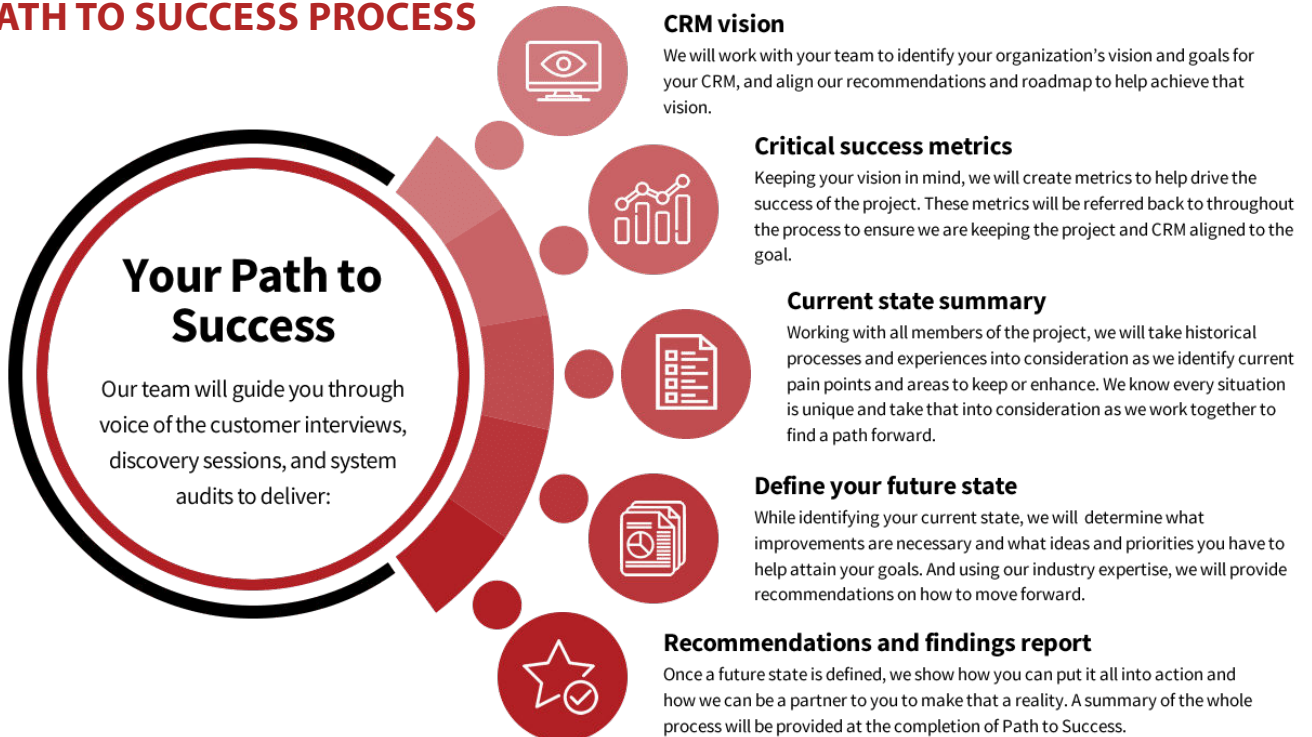 ATH TO SUCCESS PROCESS
Your Path to
Success
Our team will guide you through
voice of the customer interviews,
discovery sessions, and system
audits to deliver:
CRM vision
We will work with your team to identify your organization’s vision and goals for
your CRM, and align our recommendations and roadmap to help achieve that
vision.
Critical success metrics
Keeping your vision in mind, we will create metrics to help drive the
success of the project. These metrics will be referred back to throughout
the process to ensure we are keeping the project and CRM aligned to the
goal.
Current state summary
Working with all members of the project, we will take historical
processes and experiences into consideration as we identify current
pain points and areas to keep or enhance. We know every situation
is unique and take that into consideration as we work together to
find a path forward.
Define your future state
While identifying your current state, we will determine what
improvements are necessary and what ideas and priorities you have to
help attain your goals. And using our industry expertise, we will provide
recommendations on how to move forward.
Recommendations and findings report
Once a future state is defined, we show how you can put it all into action and
how we can be a partner to you to make that a reality. A summary of the whole
process will be provided at the completion of Path to Success.